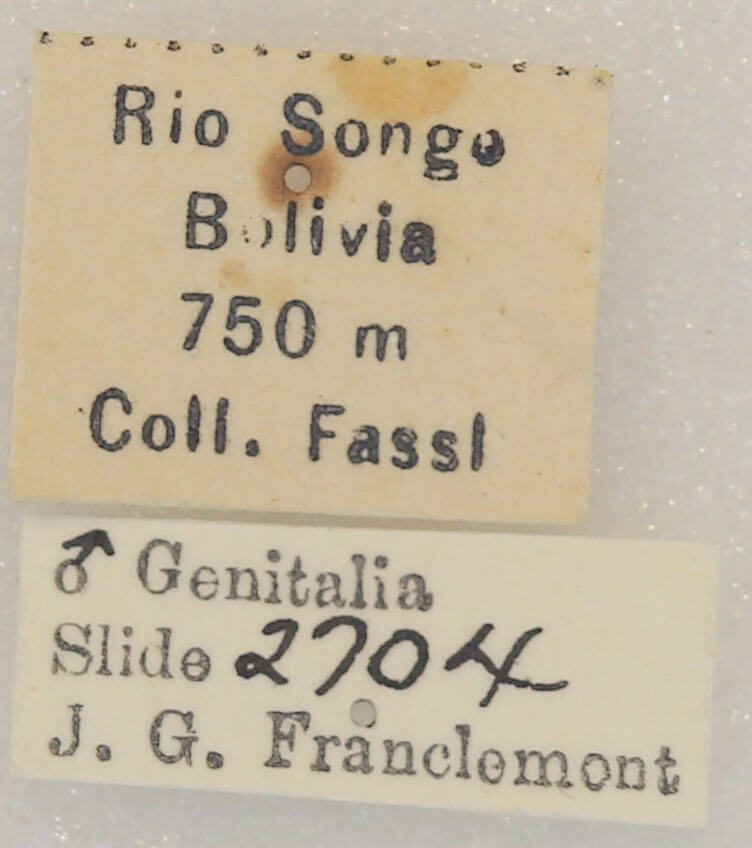 Rio Songo
Bolivia
750 m
Coll. Fassl
♂ Genitalia
Slide 2704
J. G. Franclemont